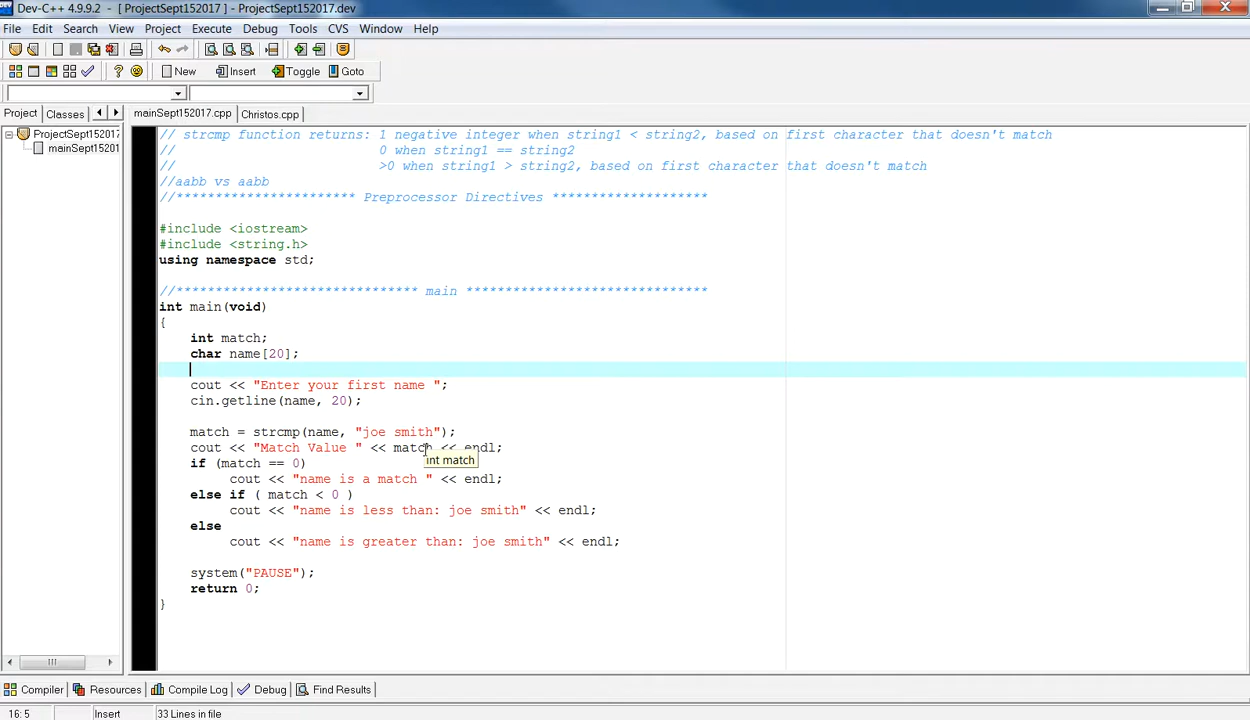 Dev-C++ 4.9.9.2 - [ ProjectSept152017 ] - ProjectSept152017.dev
File Edit Search View Project Execute Debug Tools CVS Window Help
New Insert Toggle Goto
Project Classes mainSept152017.cpp Christos.cpp
ProjectSept152017
mainSept15201
// strcmp function returns: 1 negative integer when string1 < string2, based on first character that doesn't match
// 0 when string1 == string2
// >0 when string1 > string2, based on first character that doesn't match
//aabb vs aabb
//*********************** Preprocessor Directives ********************
#include <iostream>
#include <string.h>
using namespace std;
//******************************* main *******************************
int main(void)
{
int match;
char name[20];
cout << "Enter your first name ";
cin.getline(name, 20);
match = strcmp(name, "joe smith");
cout << "Match Value " << match << endl;
int match
if (match == 0)
cout << "name is a match " << endl;
else if ( match < 0 )
cout << "name is less than: joe smith" << endl;
else
cout << "name is greater than: joe smith" << endl;
system("PAUSE");
return 0;
}
Compiler Resources Compile Log Debug Find Results
16: 5 Insert 33 Lines in file